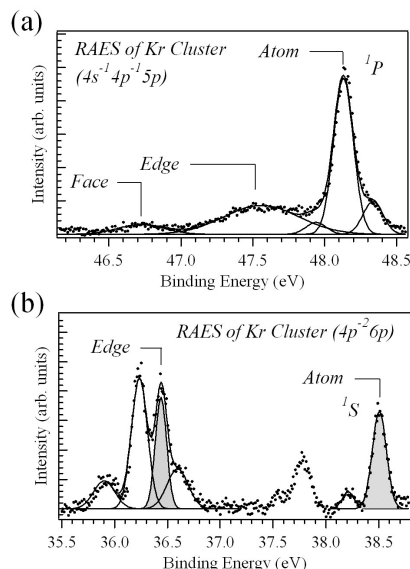 (a)
RAES of Kr Cluster
(4s⁻¹4p⁻¹5p)
Atom
¹P
Edge
Face
Intensity (arb. units)
46.5 47.0 47.5 48.0 48.5
Binding Energy (eV)
(b)
RAES of Kr Cluster (4p⁻²6p)
Edge
Atom
¹S
Intensity (arb. units)
35.5 36.0 36.5 37.0 37.5 38.0 38.5
Binding Energy (eV)